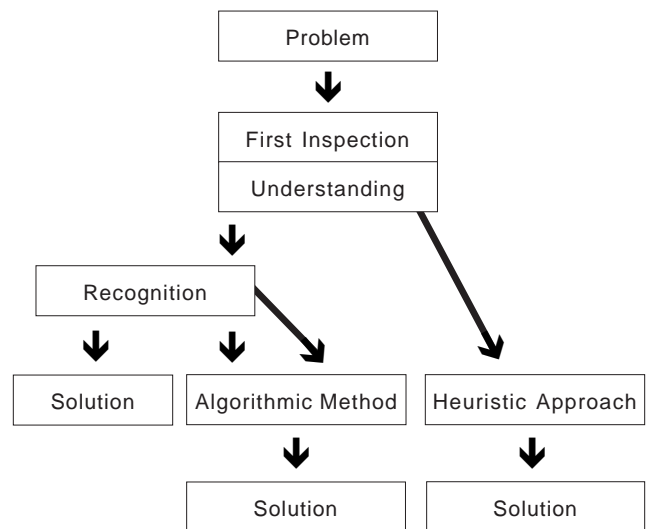 Problem
First Inspection
Understanding
Recognition
Solution
Algorithmic Method
Heuristic Approach
Solution
Solution